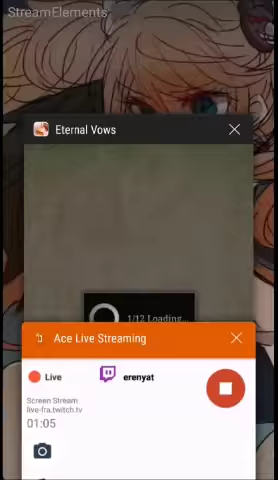 StreamElements
Eternal Vows
1/12 Loading...
Ace Live Streaming
Live
erenyat
Screen Stream
live-fra.twitch.tv
01:05